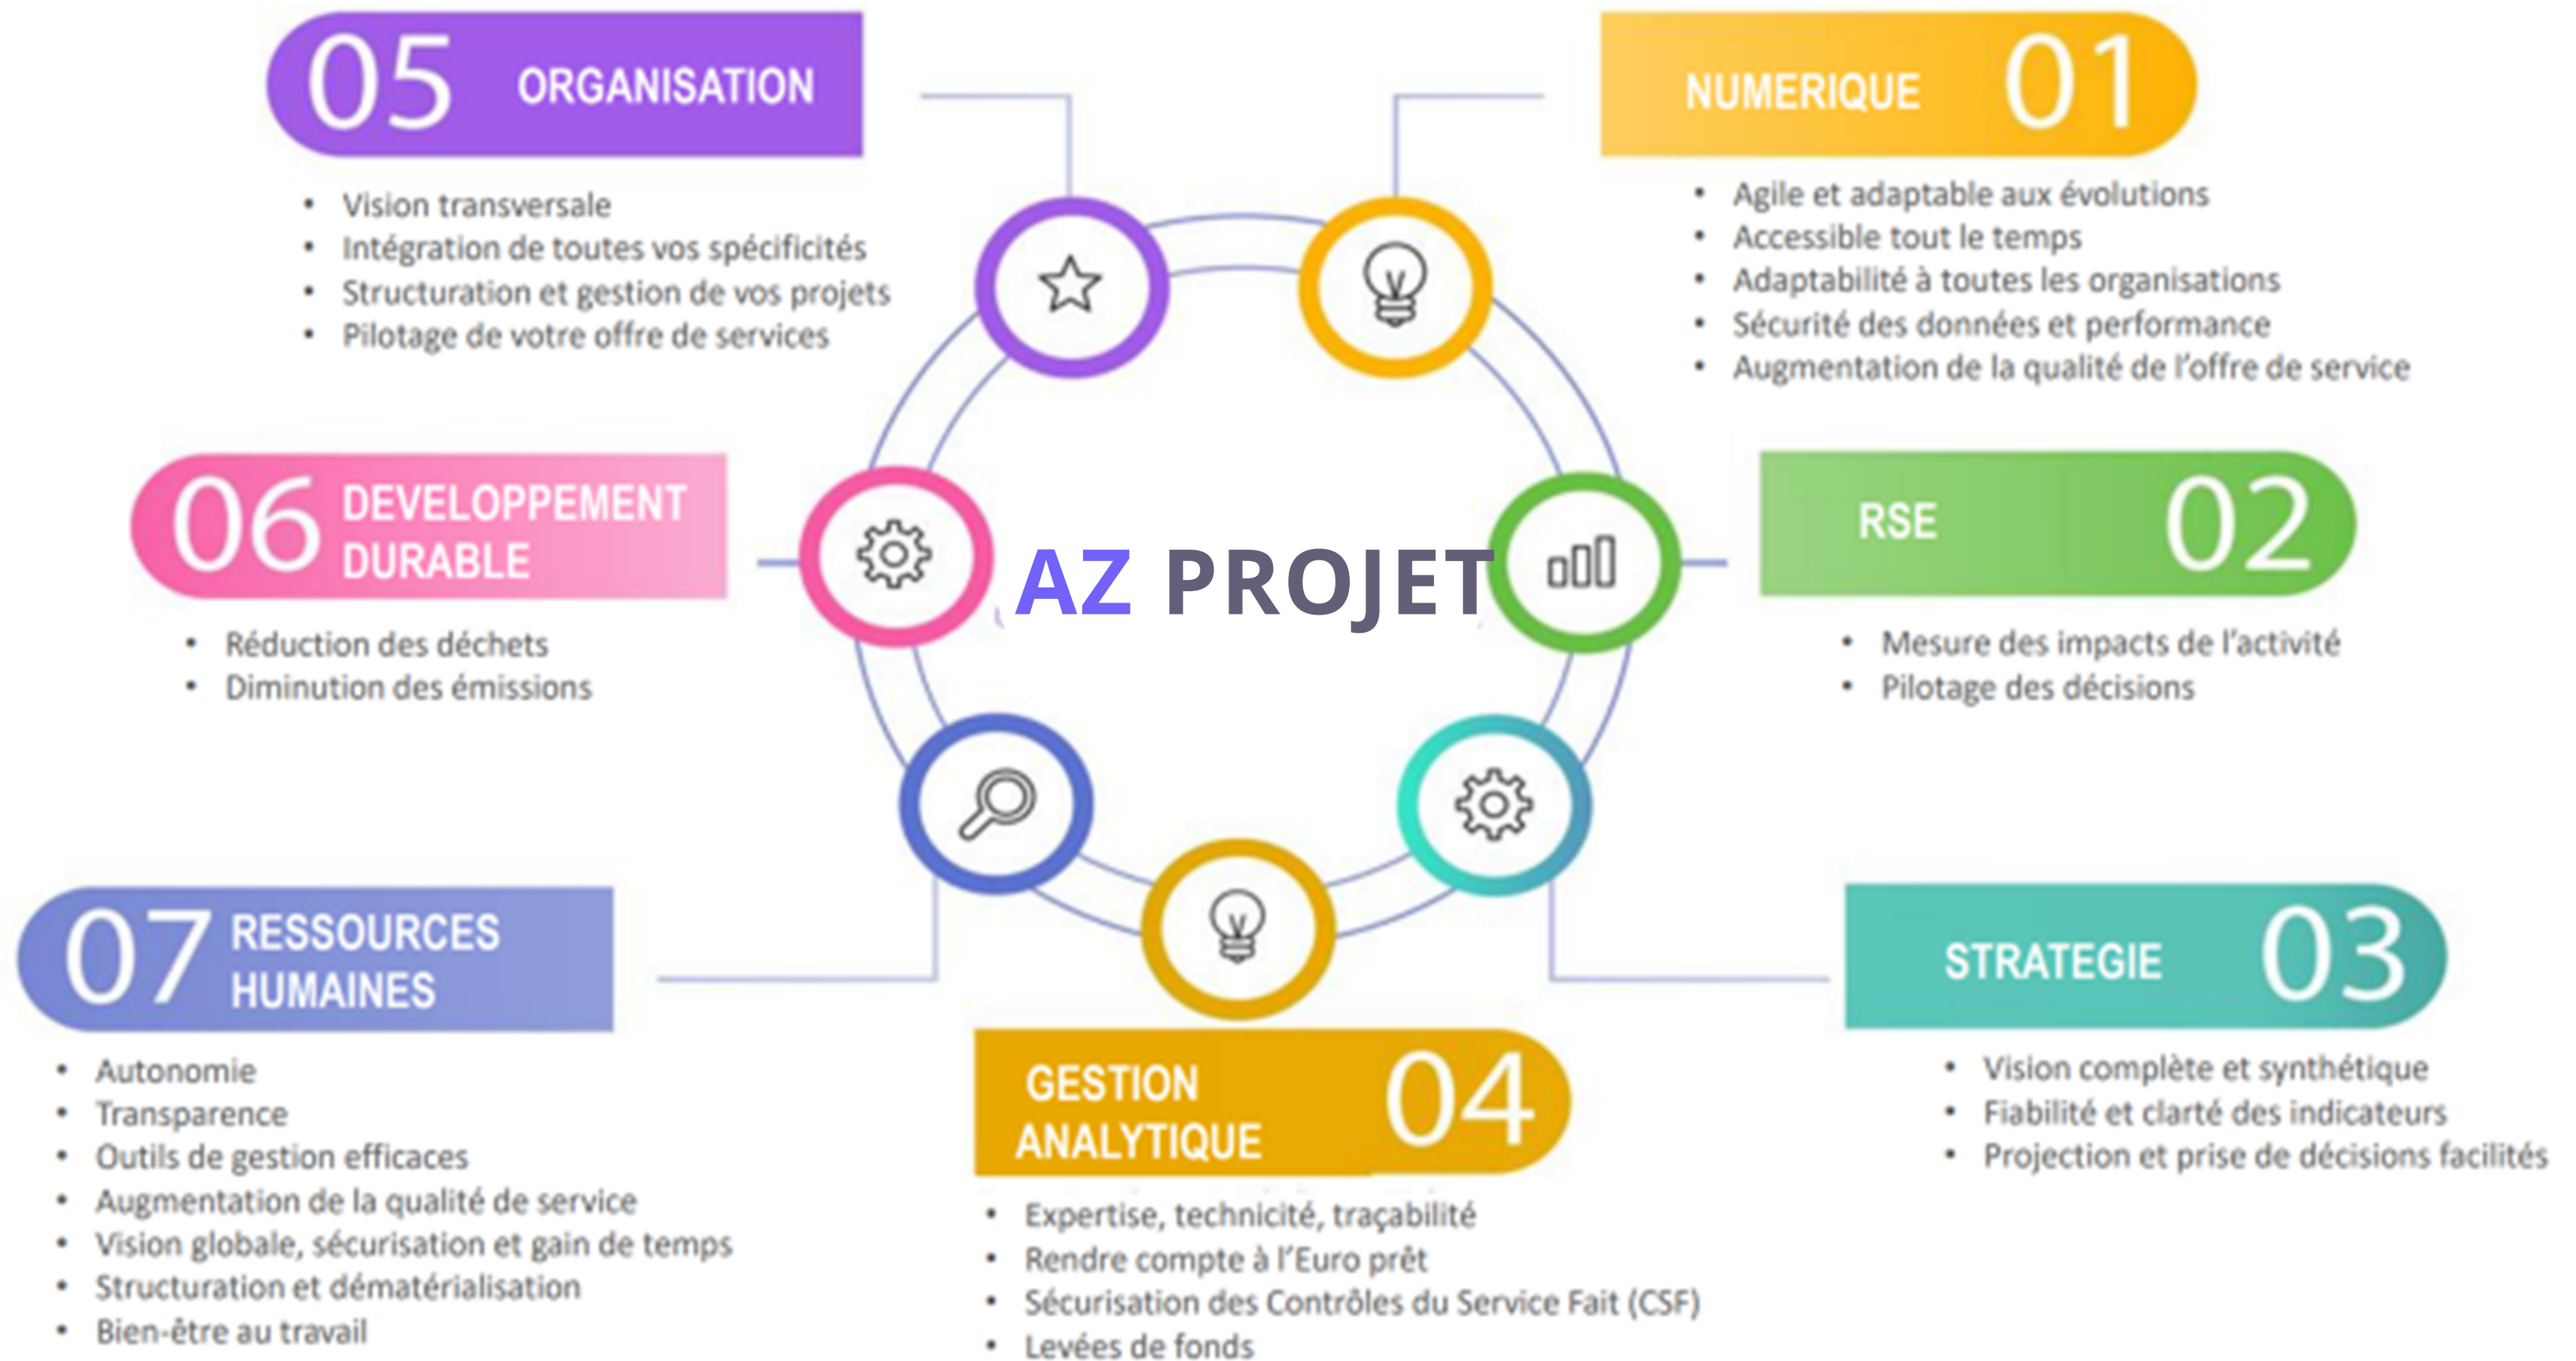 05 ORGANISATION
• Vision transversale
• Intégration de toutes vos spécificités
• Structuration et gestion de vos projets
• Pilotage de votre offre de services
NUMERIQUE 01
• Agile et adaptable aux évolutions
• Accessible tout le temps
• Adaptabilité à toutes les organisations
• Sécurité des données et performance
• Augmentation de la qualité de l'offre de service
06 DEVELOPPEMENT
DURABLE
• Réduction des déchets
• Diminution des émissions
AZ PROJET
RSE 02
• Mesure des impacts de l'activité
• Pilotage des décisions
07 RESSOURCES
HUMAINES
• Autonomie
• Transparence
• Outils de gestion efficaces
• Augmentation de la qualité de service
• Vision globale, sécurisation et gain de temps
• Structuration et dématérialisation
• Bien-être au travail
GESTION
ANALYTIQUE 04
• Expertise, technicité, traçabilité
• Rendre compte à l'Euro prêt
• Sécurisation des Contrôles du Service Fait (CSF)
• Levées de fonds
STRATEGIE 03
• Vision complète et synthétique
• Fiabilité et clarté des indicateurs
• Projection et prise de décisions facilités